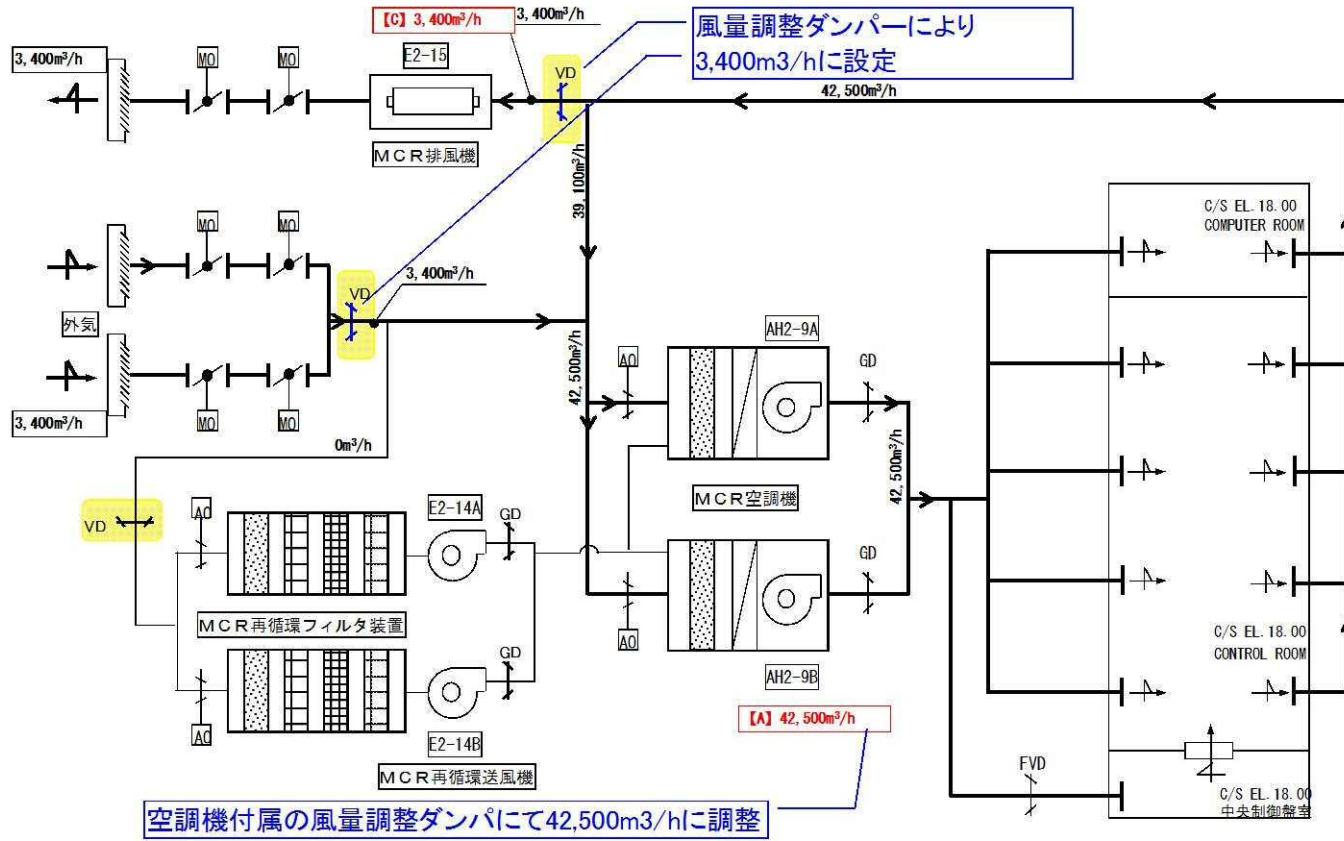 【C】3,400m³/h
3,400m³/h
風量調整ダンパーにより
3,400m3/hに設定
3,400m³/h
MO
MO
E2-15
VD
42,500m³/h
MCR排風機
39,100m³/h
C/S EL.18.00
COMPUTER ROOM
MO
MO
3,400m³/h
VD
外気
AH2-9A
AO
GD
42,500m³/h
3,400m³/h
MO
MO
0m³/h
42,500m³/h
MCR空調機
VD
AO
E2-14A
GD
GD
MCR再循環フィルタ装置
AO
C/S EL.18.00
CONTROL ROOM
GD
AH2-9B
【A】42,500m³/h
AO
E2-14B
MCR再循環送風機
FVD
C/S EL.18.00
中央制御盤室
空調機付属の風量調整ダンパにて42,500m3/hに調整